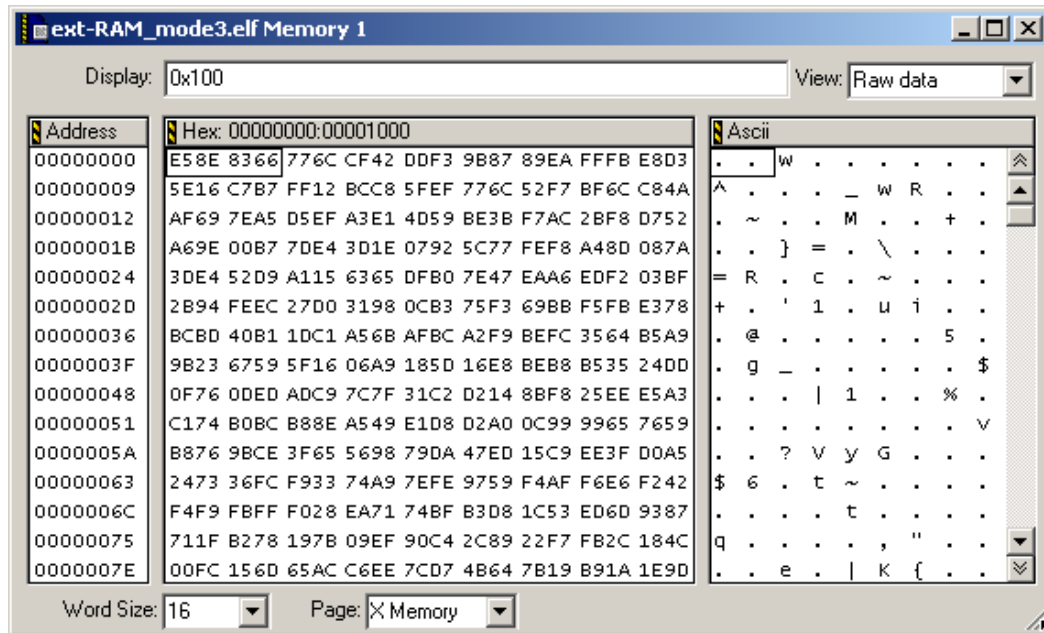 ext-RAM_mode3.elf Memory 1
Display: 0x100 View: Raw data
Address Hex: 00000000:00001000 Ascii
00000000 E58E 8366 776C CF42 DDF3 9B87 89EA FFFB E8D3 . . w . . . . . .
00000009 5E16 C7B7 FF12 BCC8 5FEF 776C 52F7 BF6C C84A ^ . . . _ w R . .
00000012 AF69 7EA5 D5EF A3E1 4D59 BE3B F7AC 2BF8 D752 . ~ . . M . . + .
0000001B A69E 00B7 7DE4 3D1E 0792 5C77 FEF8 A48D 087A . . } = . \ . . .
00000024 3DE4 52D9 A115 6365 DFB0 7E47 EAA6 EDF2 03BF = R . c . ~ . . .
0000002D 2B94 FEEC 27D0 3198 0CB3 75F3 69BB F5FB E378 + . ' 1 . u i . .
00000036 BCBD 40B1 1DC1 A56B AFBC A2F9 BEFC 3564 B5A9 . @ . . . . . 5 .
0000003F 9B23 6759 5F16 06A9 185D 16E8 BEB8 B535 24DD . g _ . . . . . $
00000048 0F76 0DED ADC9 7C7F 31C2 D214 8BF8 25EE E5A3 . . . | 1 . . % .
00000051 C174 B0BC B88E A549 E1D8 D2A0 0C99 9965 7659 . . . . . . . . v
0000005A B876 9BCE 3F65 5698 79DA 47ED 15C9 EE3F D0A5 . . ? V y G . . .
00000063 2473 36FC F933 74A9 7EFE 9759 F4AF F6E6 F242 $ 6 . t ~ . . . .
0000006C F4F9 FBFF F028 EA71 74BF B3D8 1C53 ED6D 9387 . . . . t . . . .
00000075 711F B278 197B 09EF 90C4 2C89 22F7 FB2C 184C q . . . . , " . .
0000007E 00FC 156D 65AC C6EE 7CD7 4B64 7B19 B91A 1E9D . . e . | K { . .
Word Size: 16 Page: X Memory